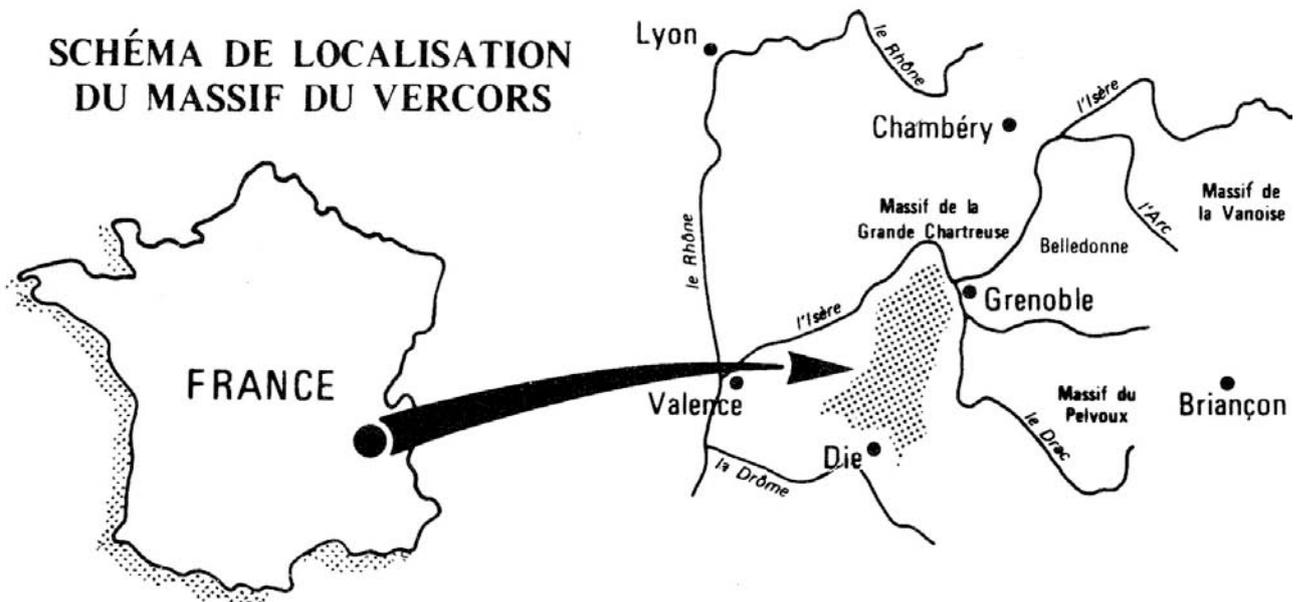 SCHÉMA DE LOCALISATION
DU MASSIF DU VERCORS
FRANCE
Lyon
le Rhône
Chambéry
l'Isère
Massif de
la Vanoise
l'Arc
Massif de la
Grande Chartreuse
Belledonne
le Rhône
Grenoble
l'Isère
Valence
Massif du
Pelvoux
Briançon
le Drac
Die
la Drôme